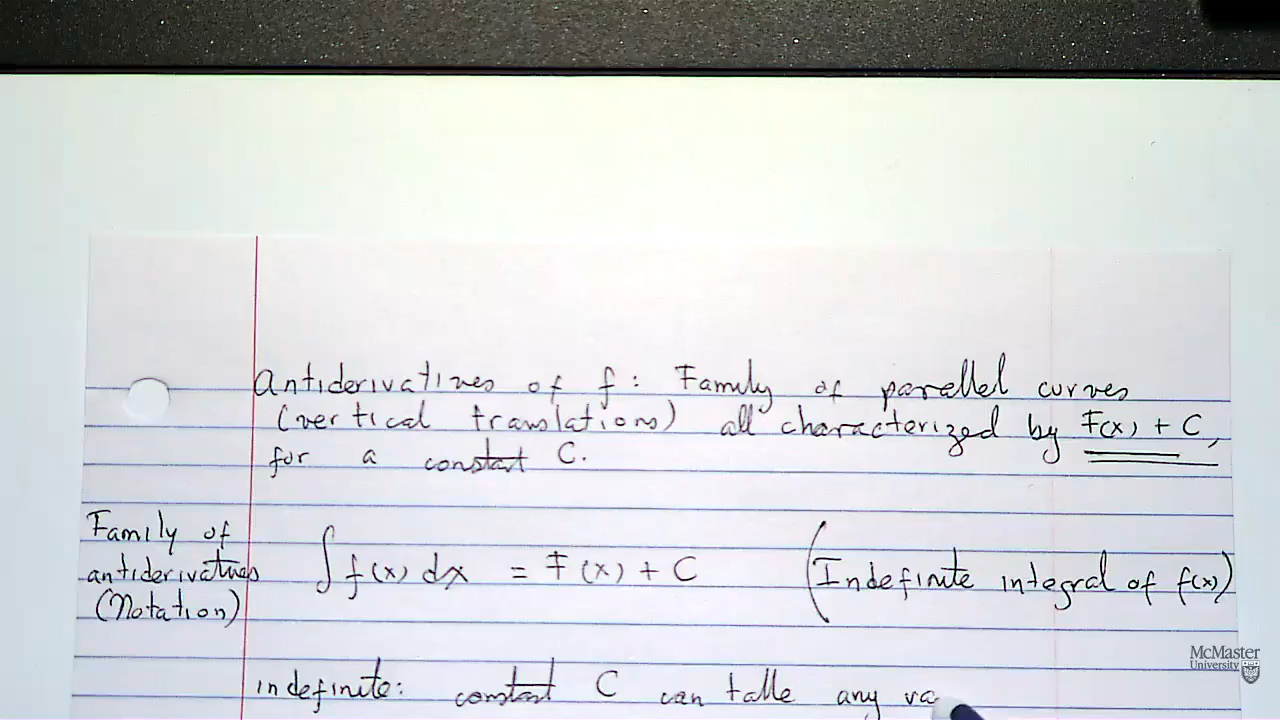 Antiderivatives of f: Family of parallel curves
(vertical translations) all characterized by F(x) + C,
for a constant C.
Family of
antiderivatives
(Notation)
∫ f(x) dx = F(x) + C
(Indefinite integral of f(x))
indefinite: constant C can take any va
McMaster
University